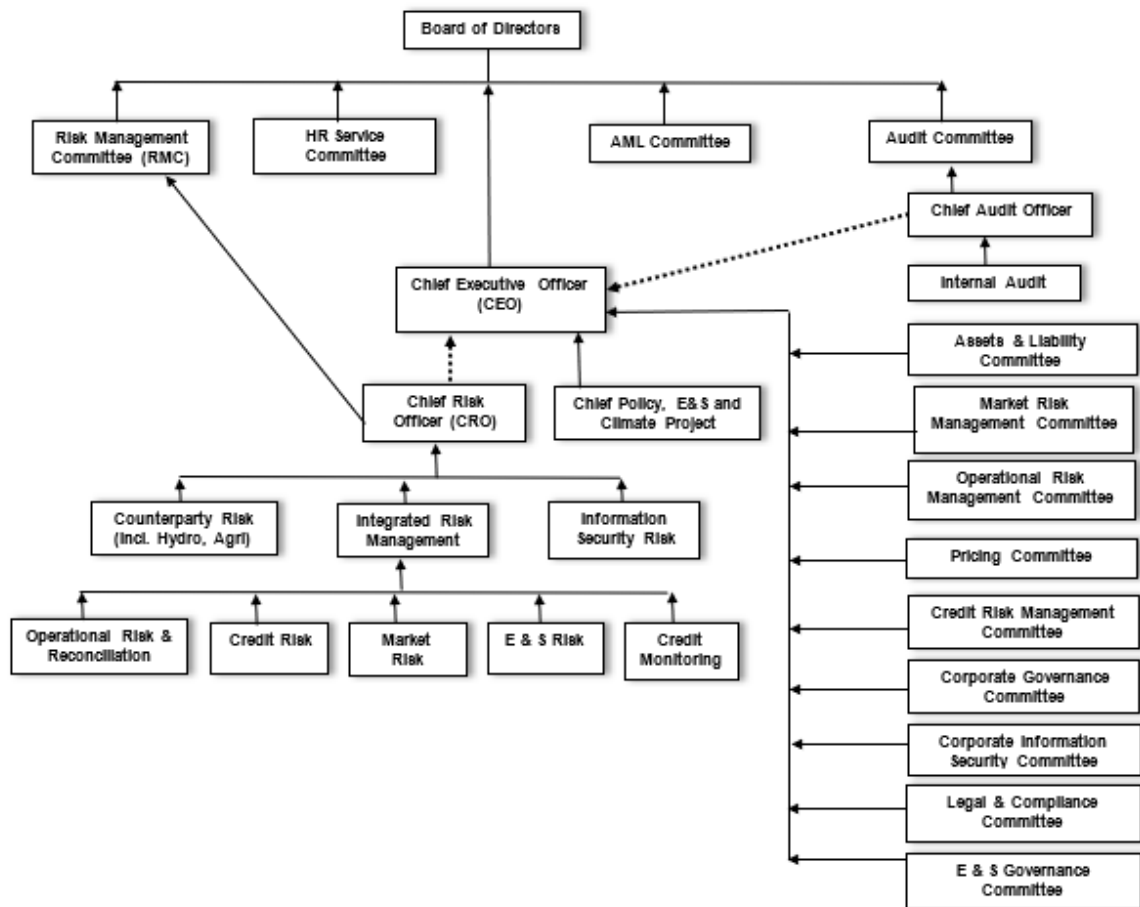 Board of Directors
Risk Management
Committee (RMC)
HR Service
Committee
AML Committee
Audit Committee
Chief Audit Officer
Internal Audit
Chief Executive Officer
(CEO)
Chief Risk
Officer (CRO)
Chief Policy, E&S and
Climate Project
Assets & Liability
Committee
Market Risk
Management Committee
Operational Risk
Management Committee
Pricing Committee
Credit Risk Management
Committee
Corporate Governance
Committee
Corporate Information
Security Committee
Legal & Compliance
Committee
E & S Governance
Committee
Counterparty Risk
(Incl. Hydro, Agri)
Integrated Risk
Management
Information
Security Risk
Operational Risk &
Reconciliation
Credit Risk
Market
Risk
E & S Risk
Credit
Monitoring